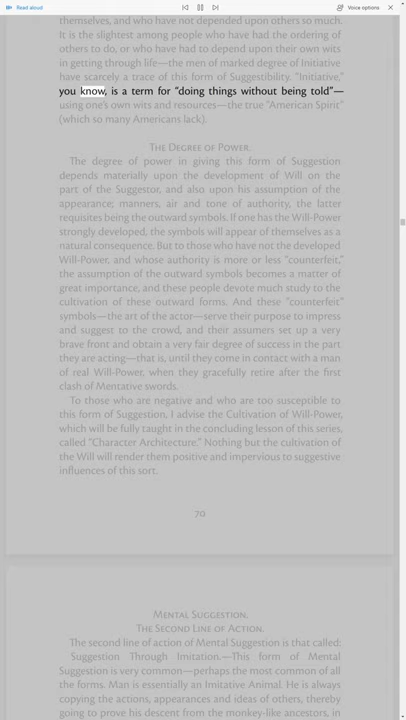 Read aloud
Voice options
themselves, and who have not depended upon others so much.
It is the slightest among people who have had the ordering of
others to do, or who have had to depend upon their own wits
in getting through life—the men of marked degree of Initiative
have scarcely a trace of this form of Suggestibility. "Initiative,"
you know, is a term for “doing things without being told”—
using one's own wits and resources—the true "American Spirit"
(which so many Americans lack).
The Degree of Power.
The degree of power in giving this form of Suggestion
depends materially upon the development of Will on the
part of the Suggestor, and also upon his assumption of the
appearance; manners, air and tone of authority, the latter
requisites being the outward symbols. If one has the Will-Power
strongly developed, the symbols will appear of themselves as a
natural consequence. But to those who have not the developed
Will-Power, and whose authority is more or less "counterfeit,"
the assumption of the outward symbols becomes a matter of
great importance, and these people devote much study to the
cultivation of these outward forms. And these "counterfeit"
symbols—the art of the actor—serve their purpose to impress
and suggest to the crowd, and their assumers set up a very
brave front and obtain a very fair degree of success in the part
they are acting—that is, until they come in contact with a man
of real Will-Power, when they gracefully retire after the first
clash of Mentative swords.
To those who are negative and who are too susceptible to
this form of Suggestion, I advise the Cultivation of Will-Power,
which will be fully taught in the concluding lesson of this series,
called "Character Architecture." Nothing but the cultivation of
the Will will render them positive and impervious to suggestive
influences of this sort.
70
Mental Suggestion.
The Second Line of Action.
The second line of action of Mental Suggestion is that called:
Suggestion Through Imitation.—This form of Mental
Suggestion is very common—perhaps the most common of all
the forms. Man is essentially an Imitative Animal. He is always
copying the actions, appearances and ideas of others, thereby
going to prove his descent from the monkey-like ancestors, in